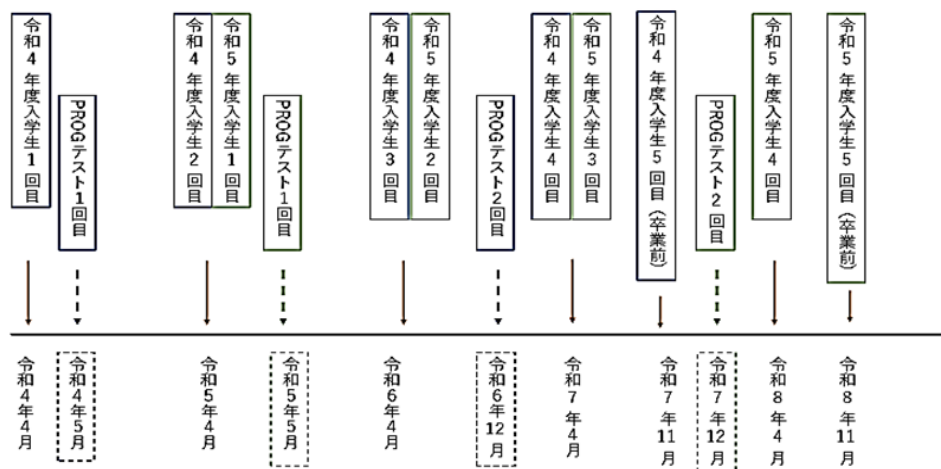 令和4年度入学生1回目
PROGテスト1回目
令和4年度入学生2回目
令和5年度入学生1回目
PROGテスト1回目
令和4年度入学生3回目
令和5年度入学生2回目
PROGテスト2回目
令和4年度入学生4回目
令和5年度入学生3回目
令和4年度入学生5回目（卒業前）
PROGテスト2回目
令和5年度入学生4回目
令和5年度入学生5回目（卒業前）
令和4年4月
令和4年5月
令和5年4月
令和5年5月
令和6年4月
令和6年12月
令和7年4月
令和7年11月
令和7年12月
令和8年4月
令和8年11月